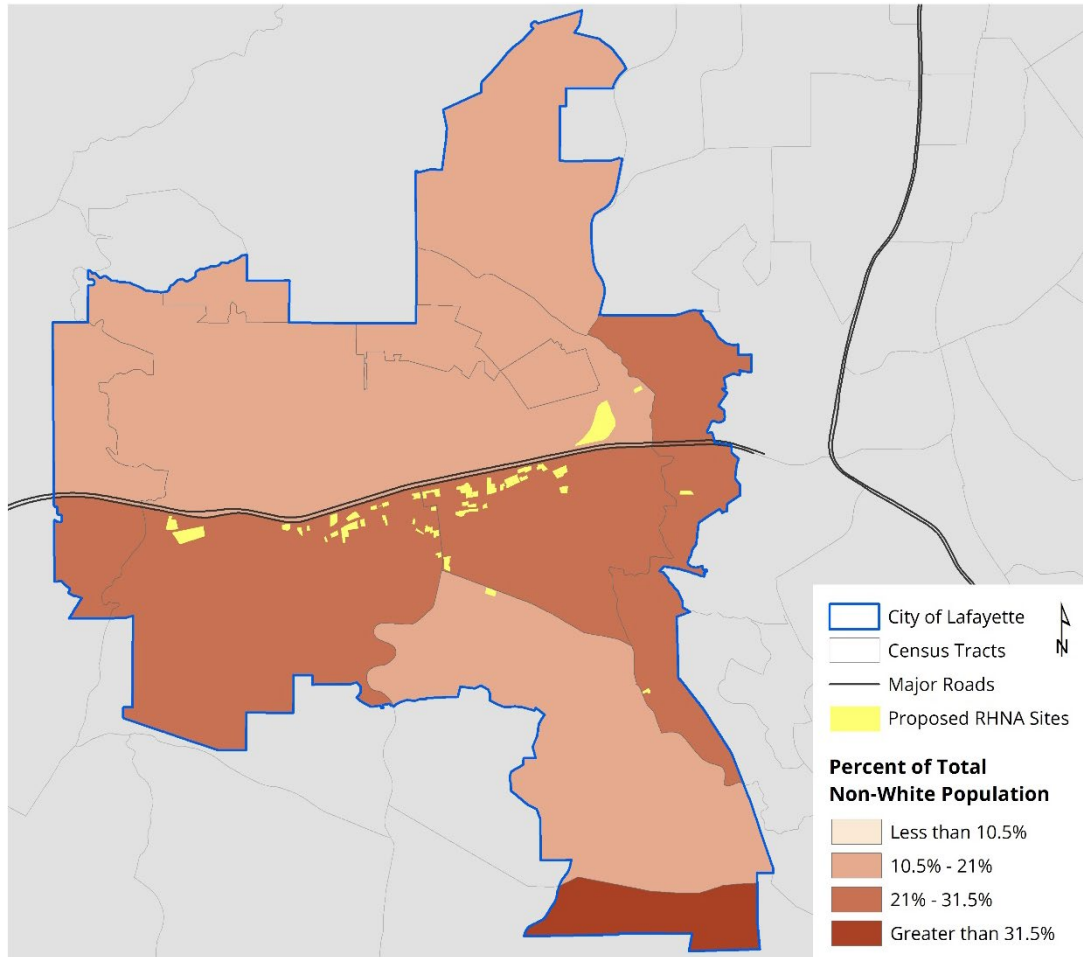 City of Lafayette
N
Census Tracts
Major Roads
Proposed RHNA Sites
Percent of Total
Non-White Population
Less than 10.5%
10.5% - 21%
21% - 31.5%
Greater than 31.5%